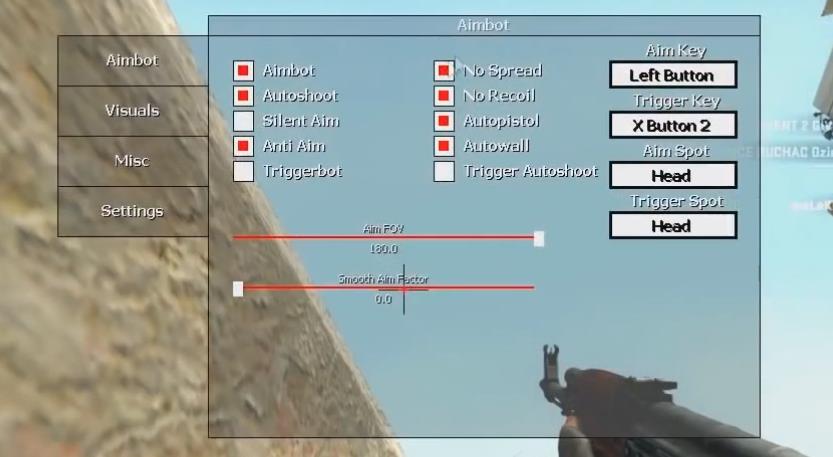 Aimbot
Aimbot
Visuals
Misc
Settings
Aimbot
Autoshoot
Silent Aim
Anti Aim
Triggerbot
No Spread
No Recoil
Autopistol
Autowall
Trigger Autoshoot
Aim Key
Left Button
Trigger Key
X Button 2
Aim Spot
Head
Trigger Spot
Head
Aim FOV
180.0
Smooth Aim Factor
0.0